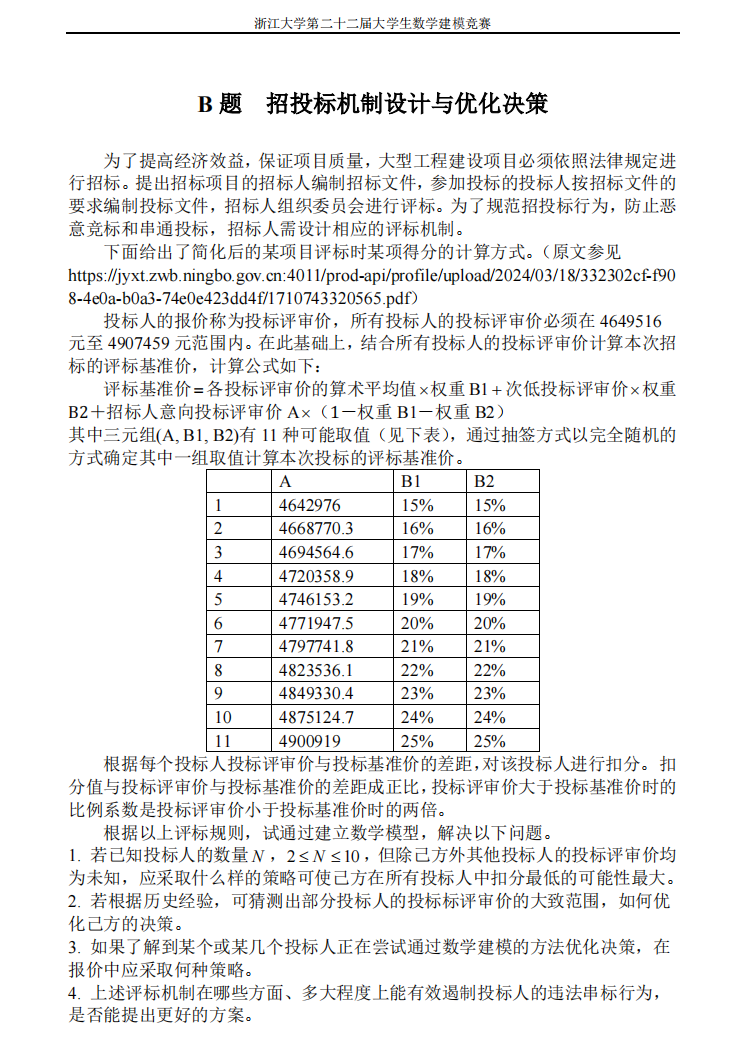 浙江大学第二十二届大学生数学建模竞赛
B 题 招投标机制设计与优化决策
为了提高经济效益，保证项目质量，大型工程建设项目必须依照法律规定进
行招标。提出招标项目的招标人编制招标文件，参加投标的投标人按招标文件的
要求编制投标文件，招标人组织委员会进行评标。为了规范招投标行为，防止恶
意竞标和串通投标，招标人需设计相应的评标机制。
下面给出了简化后的某项目评标时某项得分的计算方式。（原文参见
https://jyxt.zwb.ningbo.gov.cn:4011/prod-api/profile/upload/2024/03/18/332302cf-f90
8-4e0a-b0a3-74e0e423dd4f/1710743320565.pdf）
投标人的报价称为投标评审价，所有投标人的投标评审价必须在 4649516
元至 4907459 元范围内。在此基础上，结合所有投标人的投标评审价计算本次招
标的评标基准价，计算公式如下：
评标基准价＝各投标评审价的算术平均值×权重 B1＋次低投标评审价×权重
B2＋招标人意向投标评审价 A×（1－权重 B1－权重 B2）
其中三元组(A, B1, B2)有 11 种可能取值（见下表），通过抽签方式以完全随机的
方式确定其中一组取值计算本次投标的评标基准价。
A B1 B2
1 4642976 15% 15%
2 4668770.3 16% 16%
3 4694564.6 17% 17%
4 4720358.9 18% 18%
5 4746153.2 19% 19%
6 4771947.5 20% 20%
7 4797741.8 21% 21%
8 4823536.1 22% 22%
9 4849330.4 23% 23%
10 4875124.7 24% 24%
11 4900919 25% 25%
根据每个投标人投标评审价与投标基准价的差距，对该投标人进行扣分。扣
分值与投标评审价与投标基准价的差距成正比，投标评审价大于投标基准价时的
比例系数是投标评审价小于投标基准价时的两倍。
根据以上评标规则，试通过建立数学模型，解决以下问题。
1. 若已知投标人的数量 N，2≤N≤10，但除己方外其他投标人的投标评审价均
为未知，应采取什么样的策略可使己方在所有投标人中扣分最低的可能性最大。
2. 若根据历史经验，可猜测出部分投标人的投标标评审价的大致范围，如何优
化己方的决策。
3. 如果了解到某个或某几个投标人正在尝试通过数学建模的方法优化决策，在
报价中应采取何种策略。
4. 上述评标机制在哪些方面、多大程度上能有效遏制投标人的违法串标行为，
是否能提出更好的方案。